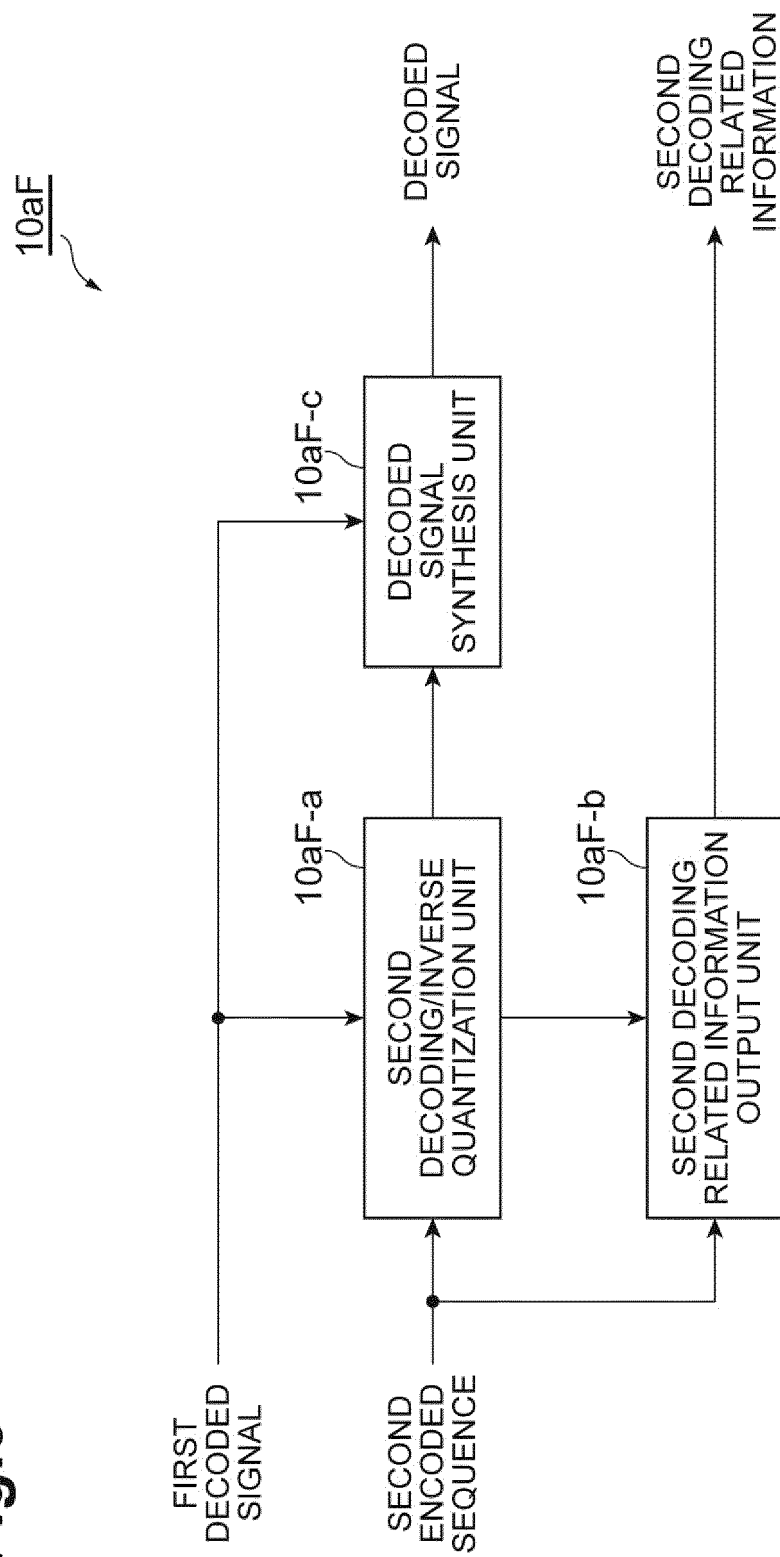 10aF
FIRST
DECODED
SIGNAL
SECOND
ENCODED
SEQUENCE
10aF-a
SECOND
DECODING/INVERSE
QUANTIZATION UNIT
10aF-c
DECODED
SIGNAL
SYNTHESIS UNIT
DECODED
SIGNAL
10aF-b
SECOND DECODING
RELATED INFORMATION
OUTPUT UNIT
SECOND
DECODING
RELATED
INFORMATION